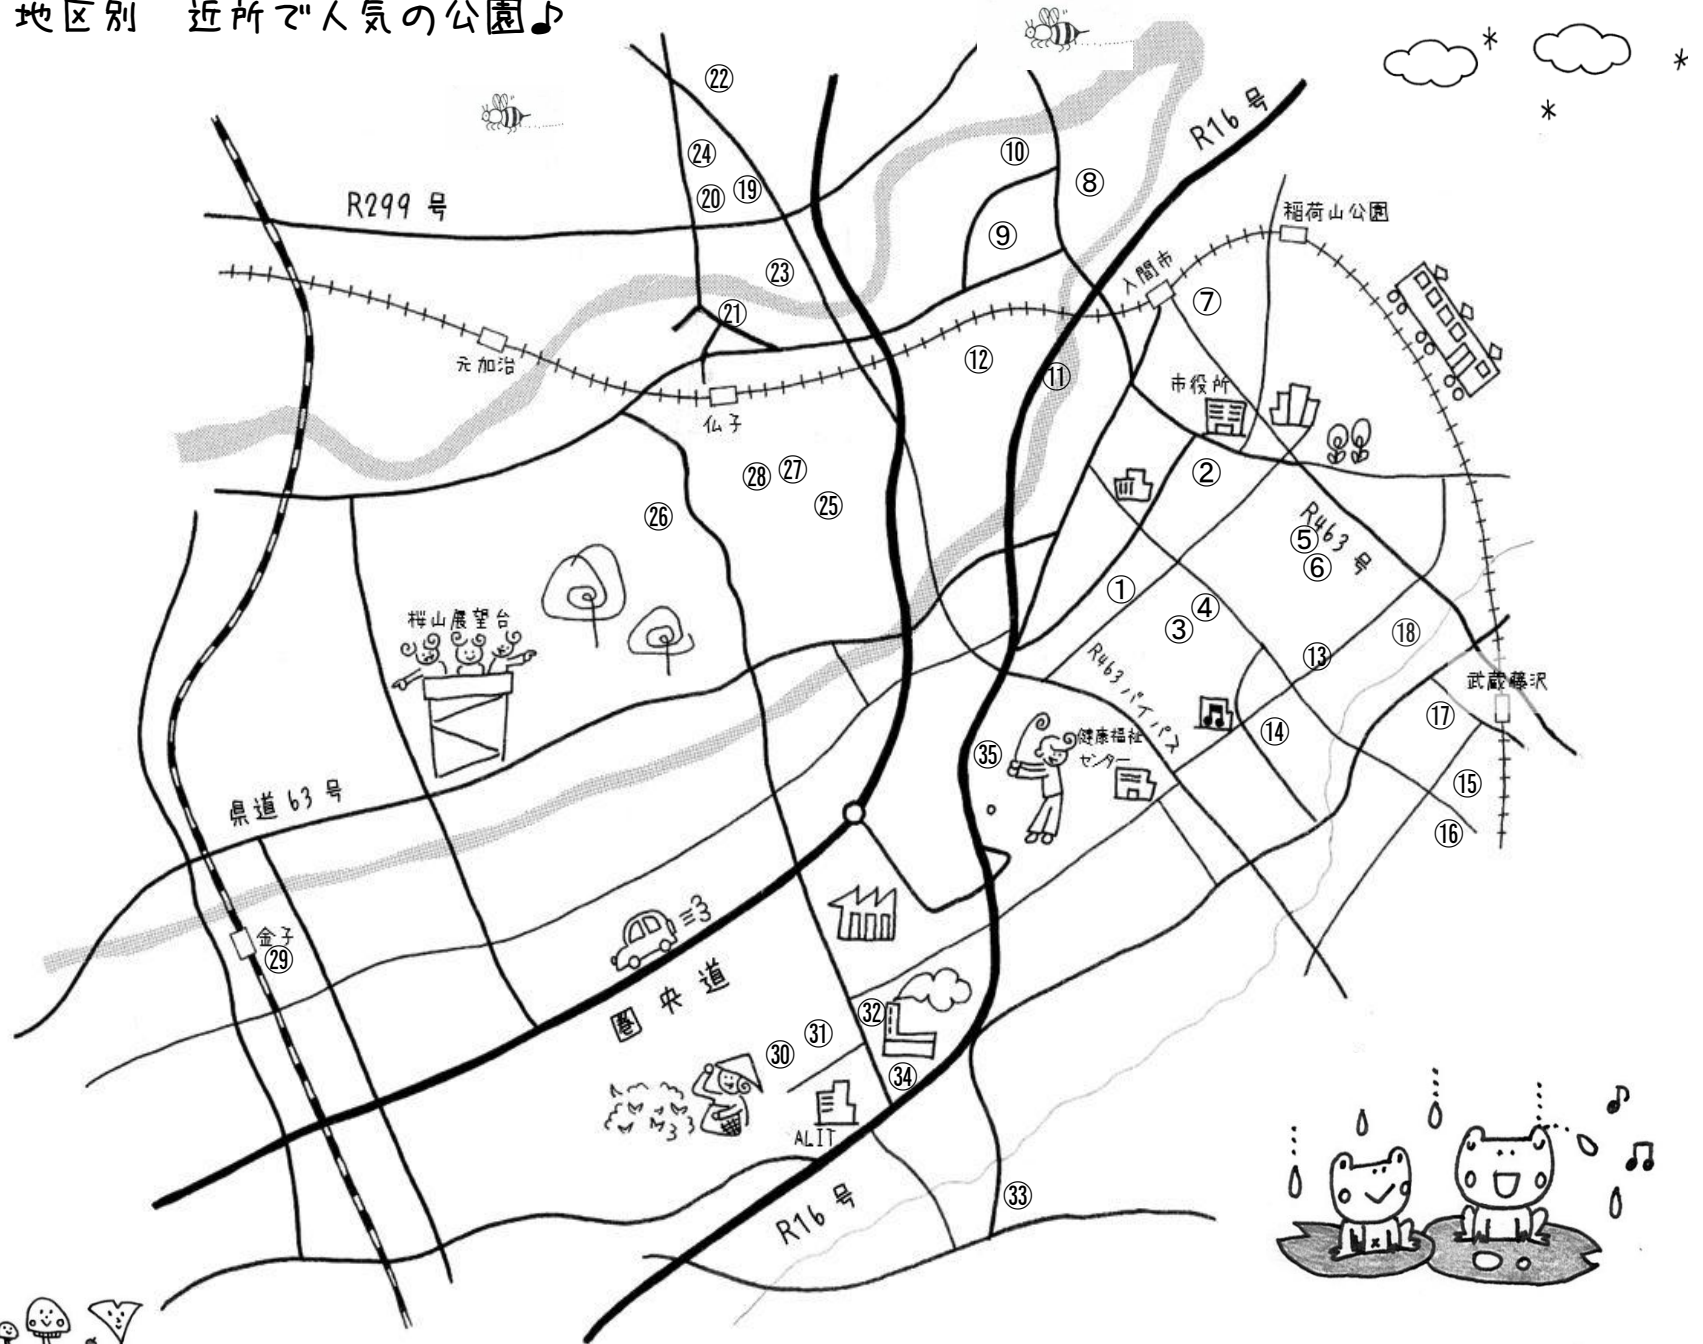 地区別 近所で人気の公園♪
㉒
R16号
㉔
⑩
⑧
⑳
⑲
R299号
稲荷山公園
⑨
㉓
入間市
⑦
㉑
元加治
⑫
⑪
市役所
仙子
㉘
㉗
②
㉕
㉖
R463号
⑤
⑥
①
④
桜山展望台
③
⑱
⑬
R463バイパス
武蔵藤沢
⑰
⑭
健康福祉
センター
㉟
⑮
県道63号
⑯
金子
㉙
央道
㉜
㉛
㉚
㉞
ALIT
㉝
R16号